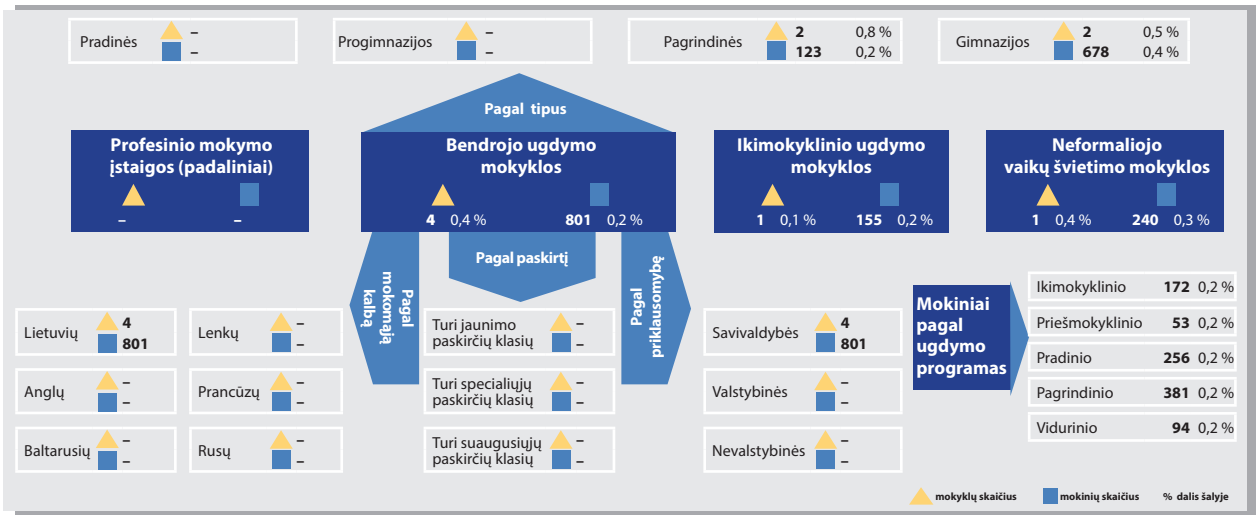 Pradinės
–
–
Progimnazijos
–
–
Pagrindinės
2 0,8 %
123 0,2 %
Gimnazijos
2 0,5 %
678 0,4 %
Pagal tipus
Profesinio mokymo
įstaigos (padaliniai)
– –
Bendrojo ugdymo
mokyklos
4 0,4 % 801 0,2 %
Ikimokyklinio ugdymo
mokyklos
1 0,1 % 155 0,2 %
Neformaliojo
vaikų švietimo mokyklos
1 0,4 % 240 0,3 %
Pagal
mokomąją
kalbą
Pagal paskirtį
Pagal
priklausomybę
Lietuvių
4
801
Lenkų
–
–
Anglų
–
–
Prancūzų
–
–
Baltarusių
–
–
Rusų
–
–
Turi jaunimo
paskirčių klasių
–
–
Turi specialiųjų
paskirčių klasių
–
–
Turi suaugusiųjų
paskirčių klasių
–
–
Savivaldybės
4
801
Valstybinės
–
–
Nevalstybinės
–
–
Mokiniai
pagal
ugdymo
programas
Ikimokyklinio 172 0,2 %
Priešmokyklinio 53 0,2 %
Pradinio 256 0,2 %
Pagrindinio 381 0,2 %
Vidurinio 94 0,2 %
mokyklų skaičius mokinių skaičius % dalis šalyje